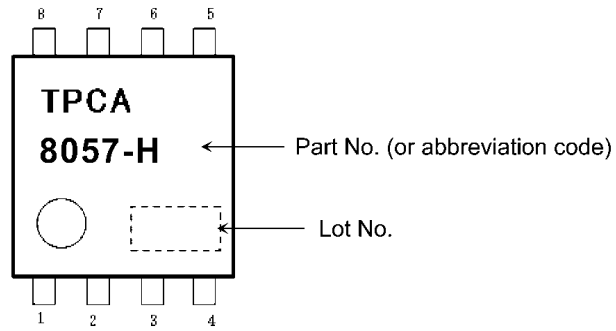 8 7 6 5
TPCA
8057-H
Part No. (or abbreviation code)
Lot No.
1 2 3 4